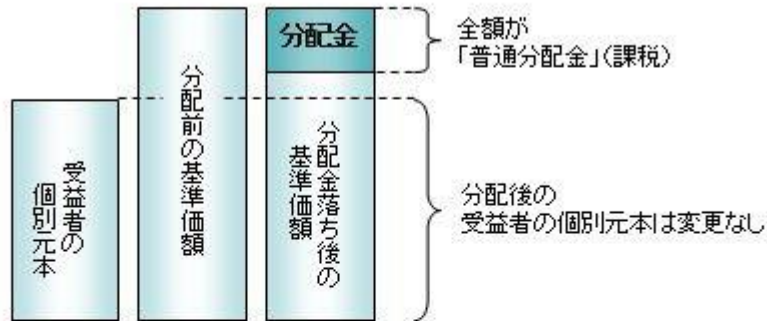 分配金
全額が
「普通分配金」(課税)
受益者の
個別元本
分配前の基準価額
分配金落ち後の
基準価額
分配後の
受益者の個別元本は変更なし